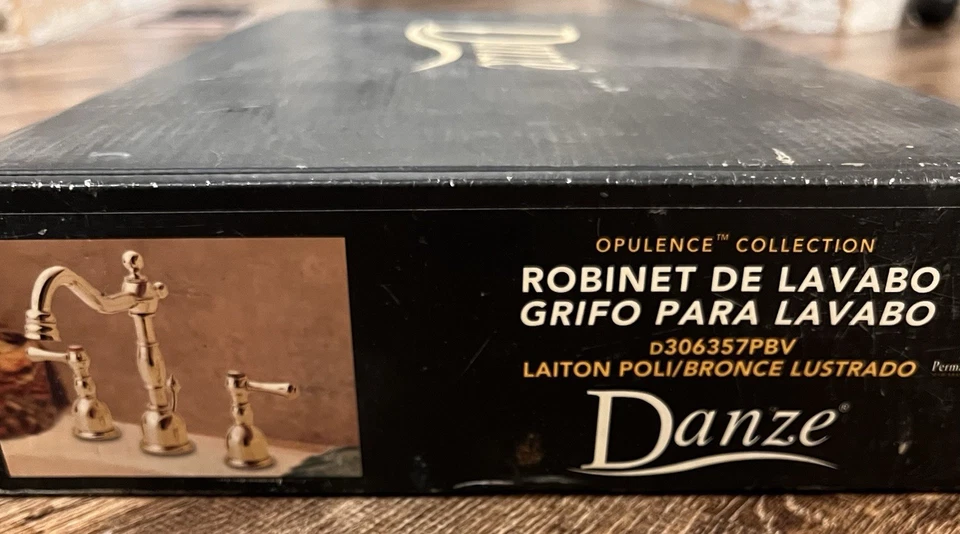 OPULENCE™ COLLECTION
ROBINET DE LAVABO
GRIFO PARA LAVABO
D306357PBV
LAITON POLI/BRONCE LUSTRADO
Danze®